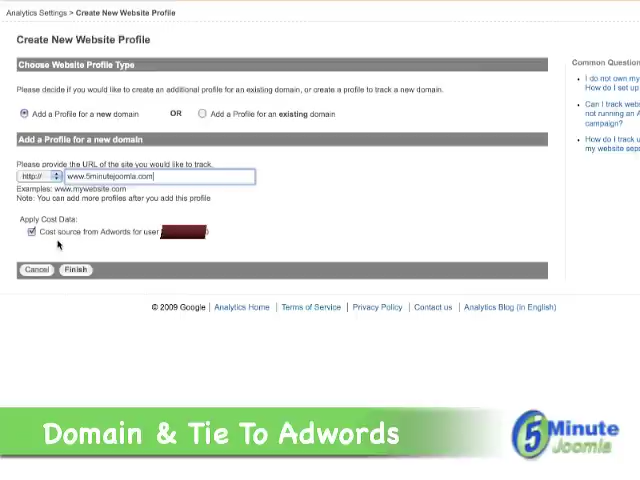 Analytics Settings > Create New Website Profile
Create New Website Profile
Choose Website Profile Type
Please decide if you would like to create an additional profile for an existing domain, or create a profile to track a new domain.
Add a Profile for a new domain OR Add a Profile for an existing domain
Add a Profile for a new domain
Please provide the URL of the site you would like to track.
http:// www.5minutejoomla.com
Examples: www.mywebsite.com
Note: You can add more profiles after you add this profile
Apply Cost Data:
Cost source from Adwords for user
Cancel Finish
Common Question
I do not own my
How do I set up
Can I track webs
not running an A
campaign?
How do I track u
my website sepa
© 2009 Google | Analytics Home | Terms of Service | Privacy Policy | Contact us | Analytics Blog (in English)
Domain & Tie To Adwords
5 Minute
Joomla